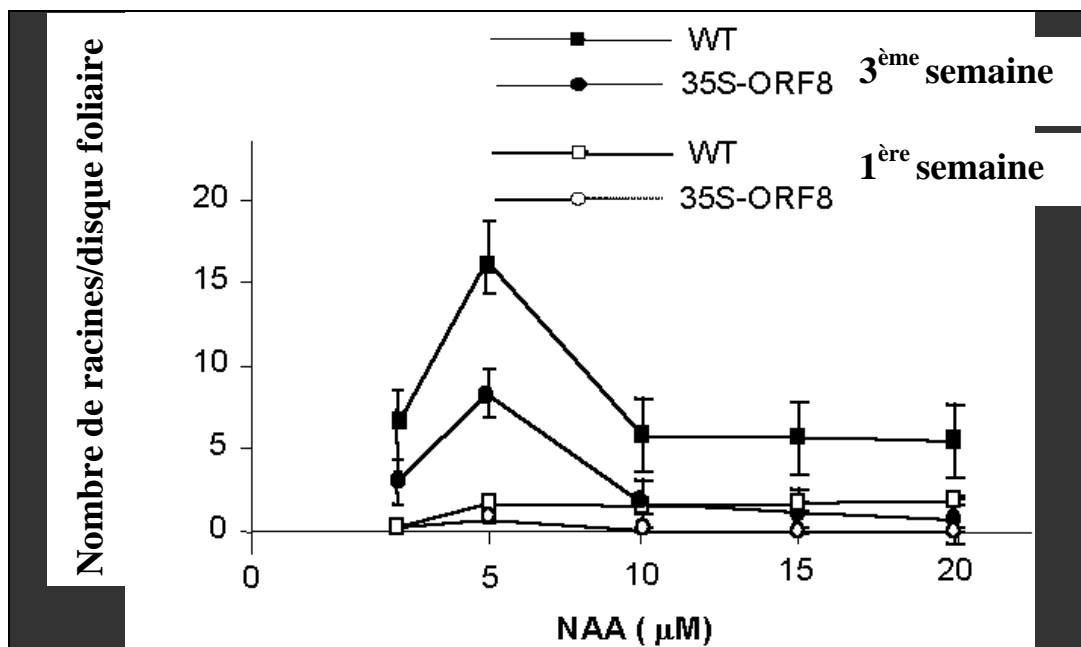 Nombre de racines/disque foliaire
WT
35S-ORF8
3ème semaine
WT
35S-ORF8
1ère semaine
20
15
10
5
0
0
5
10
15
20
NAA ( µM)